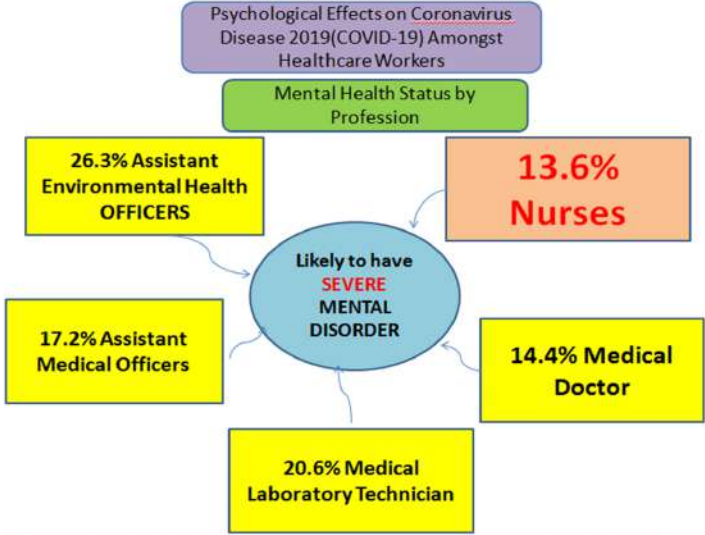 Psychological Effects on Coronavirus
Disease 2019(COVID-19) Amongst
Healthcare Workers
Mental Health Status by
Profession
26.3% Assistant
Environmental Health
OFFICERS
13.6%
Nurses
Likely to have
SEVERE
MENTAL
DISORDER
17.2% Assistant
Medical Officers
14.4% Medical
Doctor
20.6% Medical
Laboratory Technician